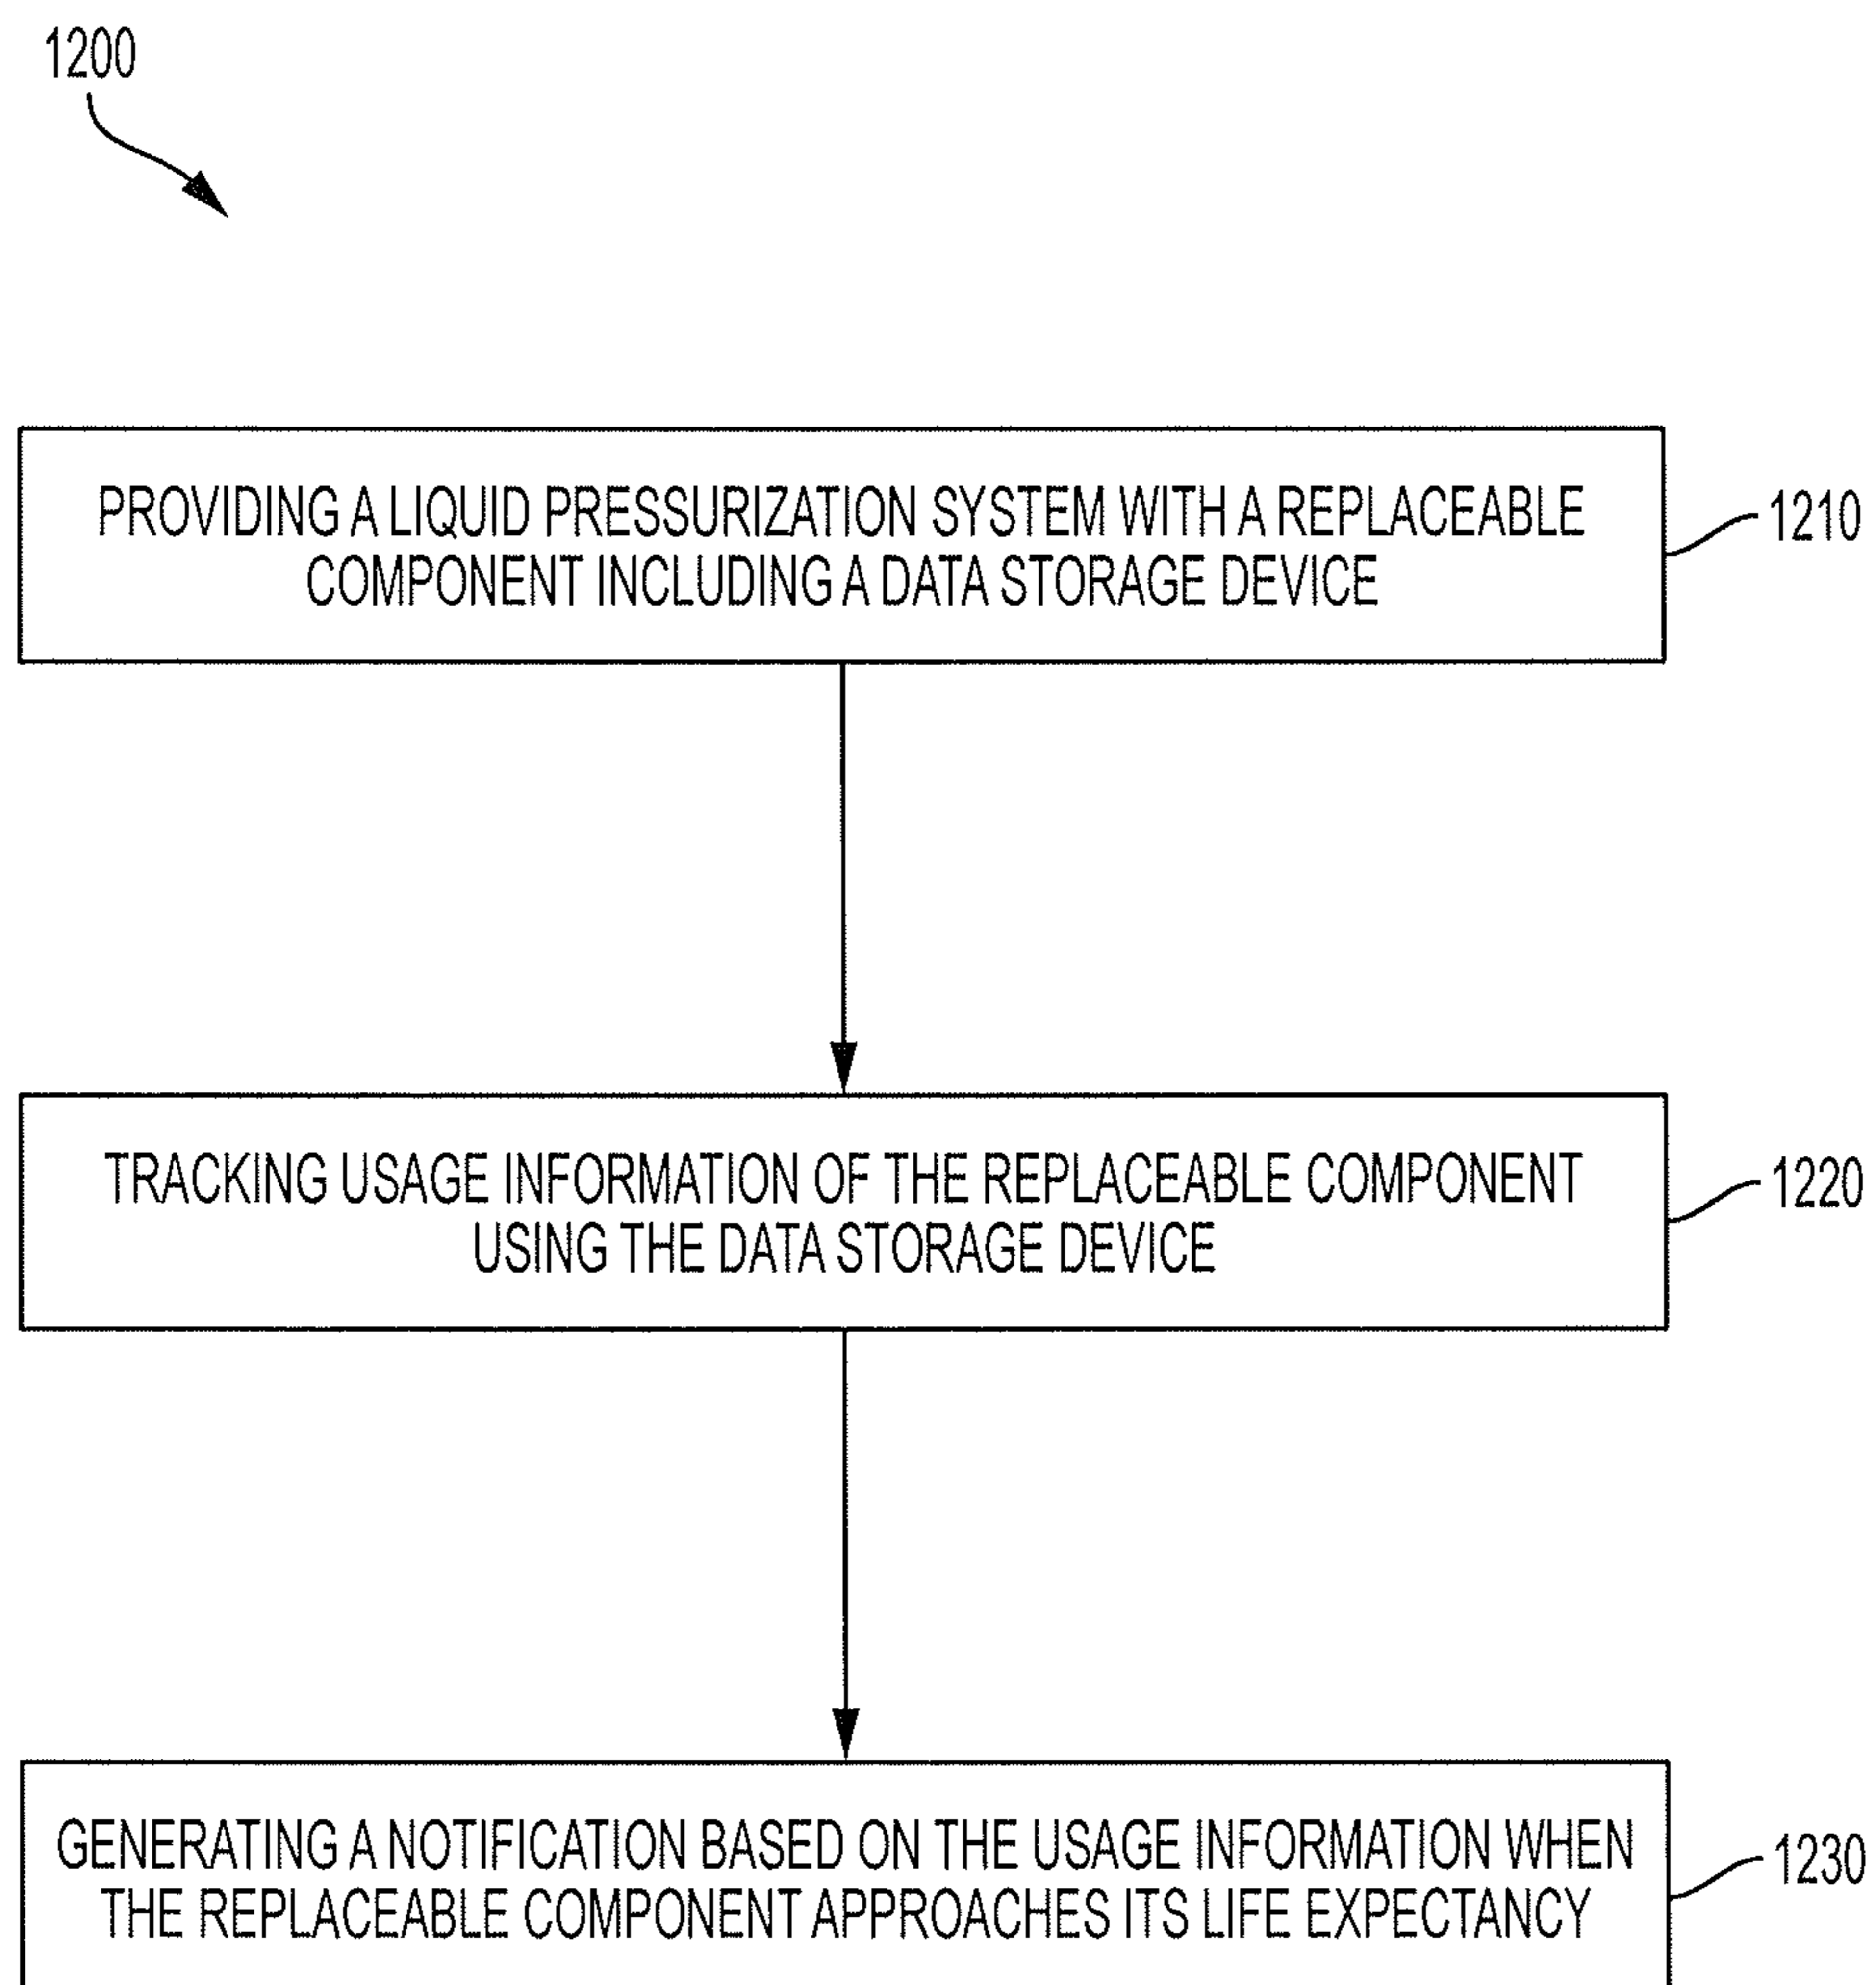 1200
PROVIDING A LIQUID PRESSURIZATION SYSTEM WITH A REPLACEABLE
COMPONENT INCLUDING A DATA STORAGE DEVICE
1210
TRACKING USAGE INFORMATION OF THE REPLACEABLE COMPONENT
USING THE DATA STORAGE DEVICE
1220
GENERATING A NOTIFICATION BASED ON THE USAGE INFORMATION WHEN
THE REPLACEABLE COMPONENT APPROACHES ITS LIFE EXPECTANCY
1230